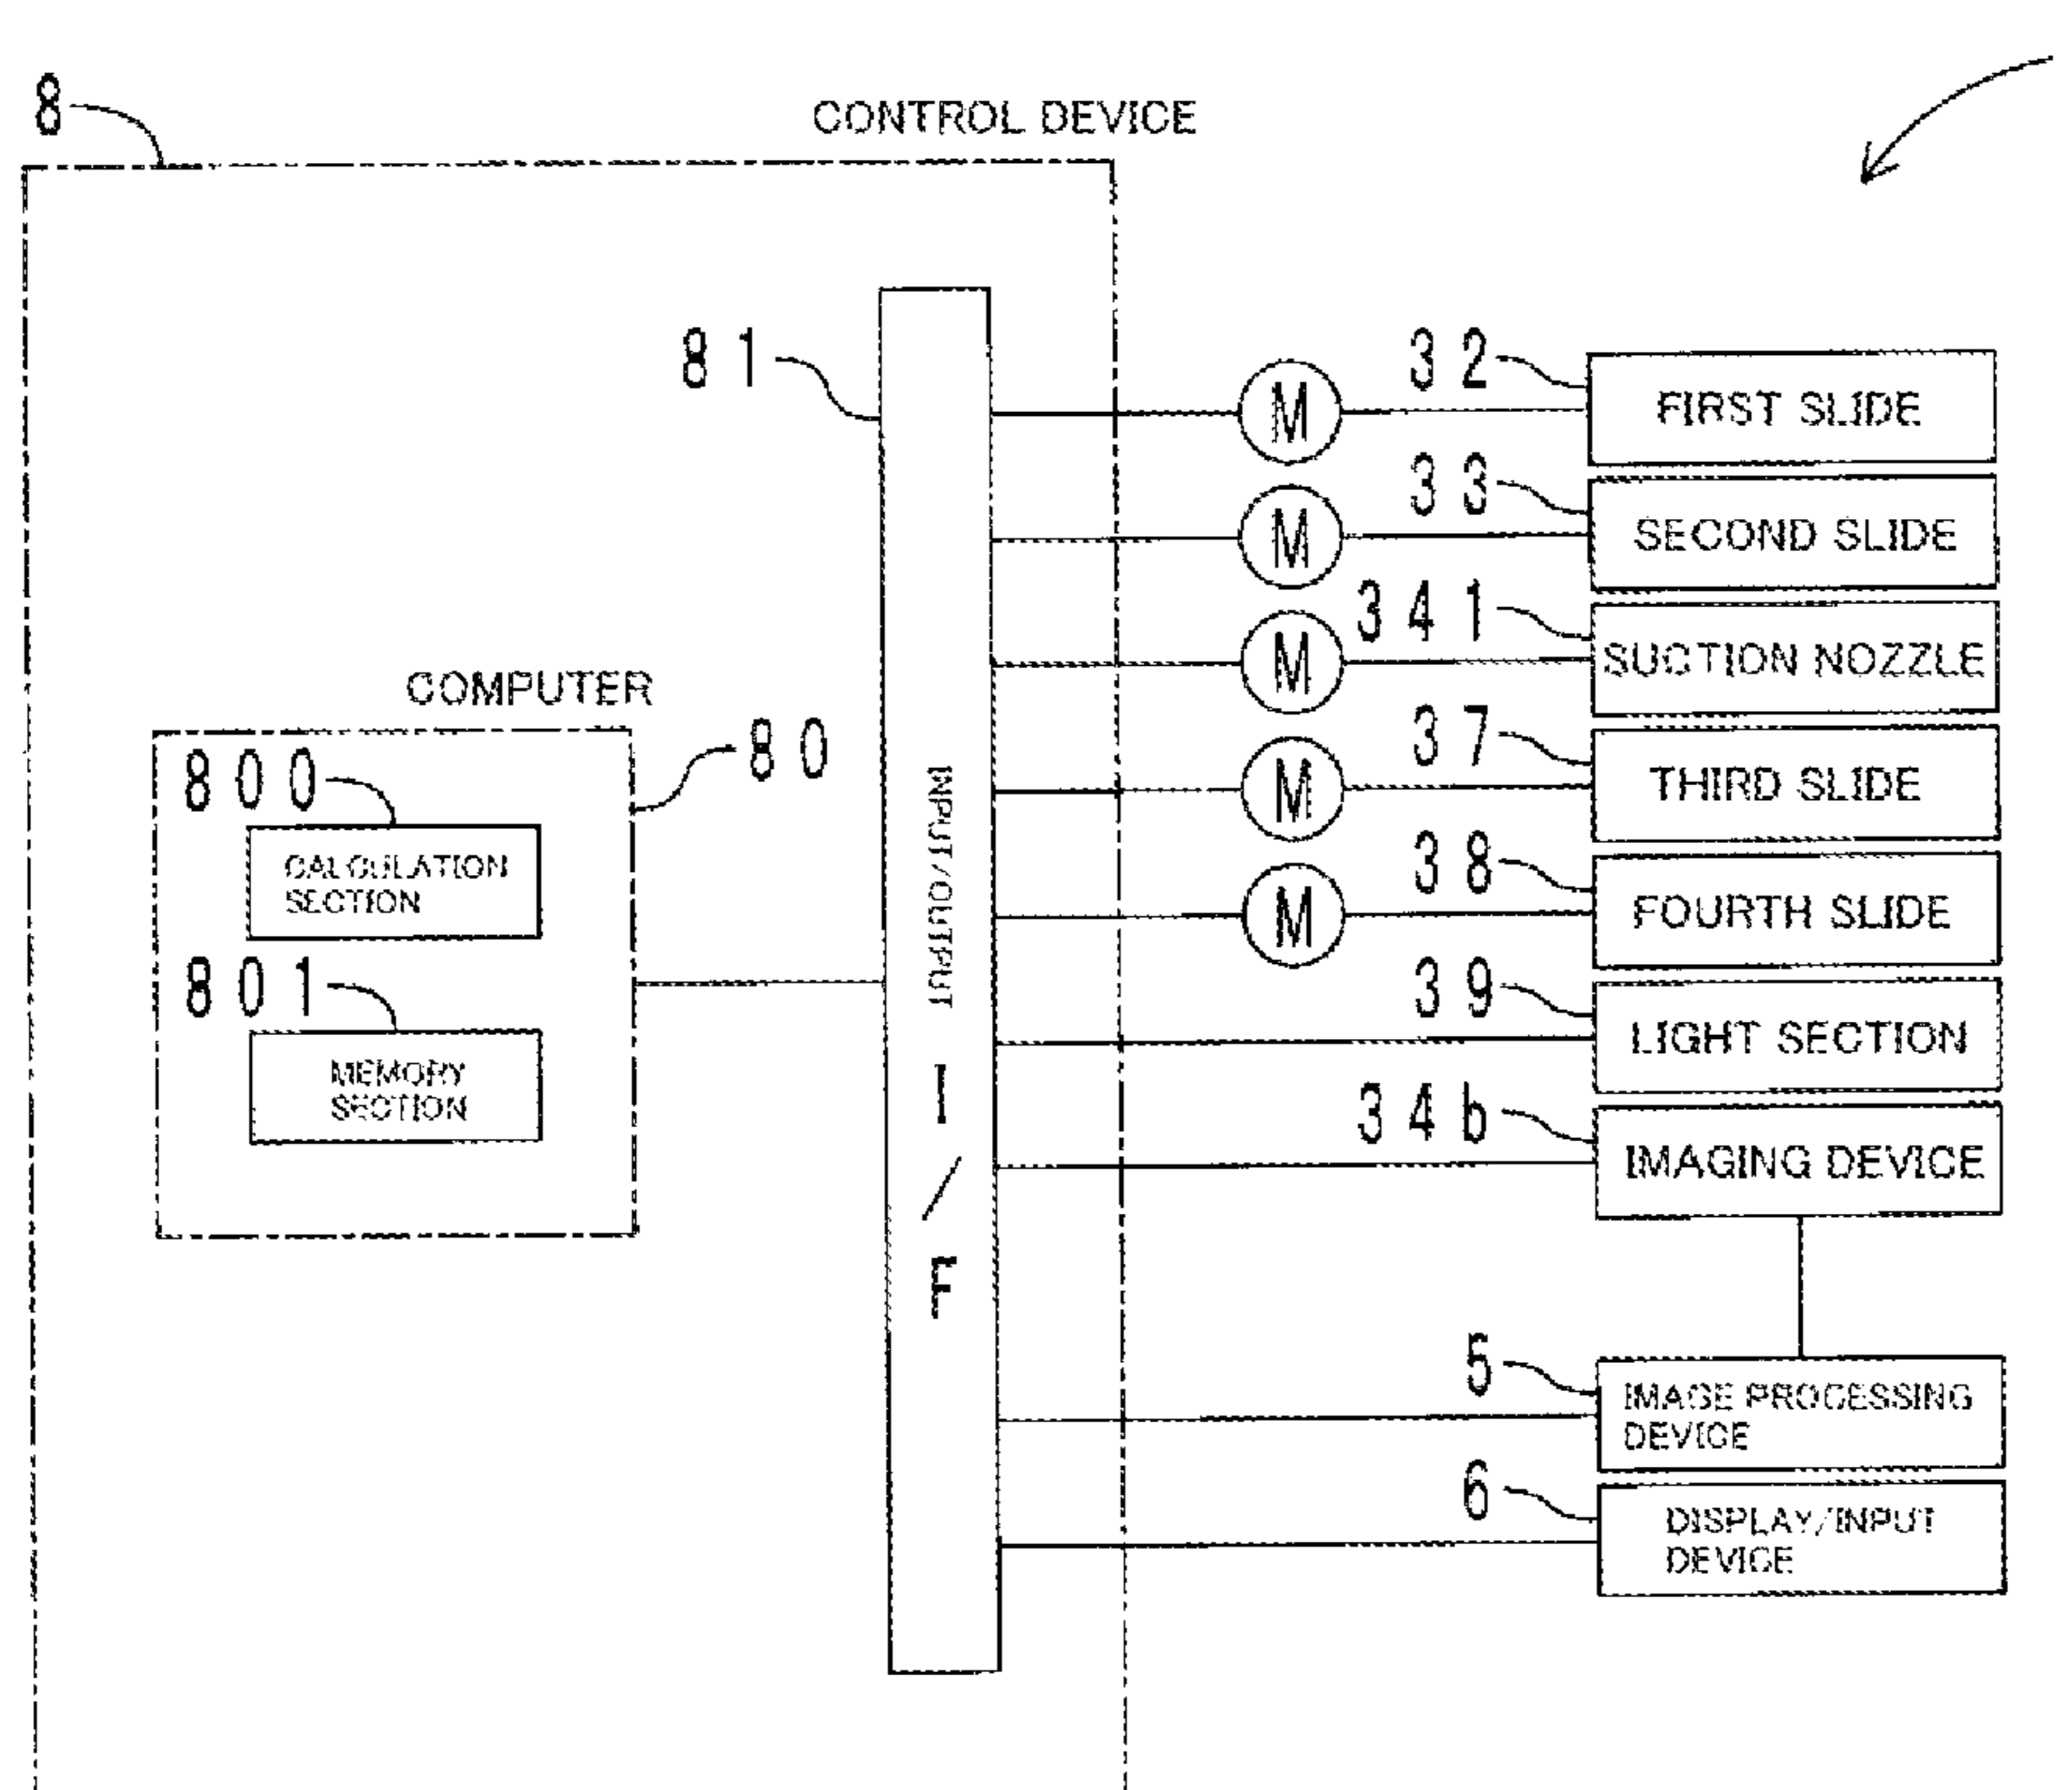 8
CONTROL DEVICE
81
32
M
FIRST SLIDE
33
M
SECOND SLIDE
341
M
SUCTION NOZZLE
COMPUTER
80
37
M
THIRD SLIDE
800
CALCULATION
SECTION
38
M
FOURTH SLIDE
801
MEMORY
SECTION
INPUT/OUTPUT I/F
39
LIGHT SECTION
34b
IMAGING DEVICE
5
IMAGE PROCESSING
DEVICE
6
DISPLAY/INPUT
DEVICE